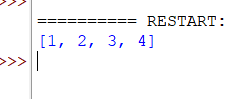 >>>
========== RESTART:
[1, 2, 3, 4]
>>>